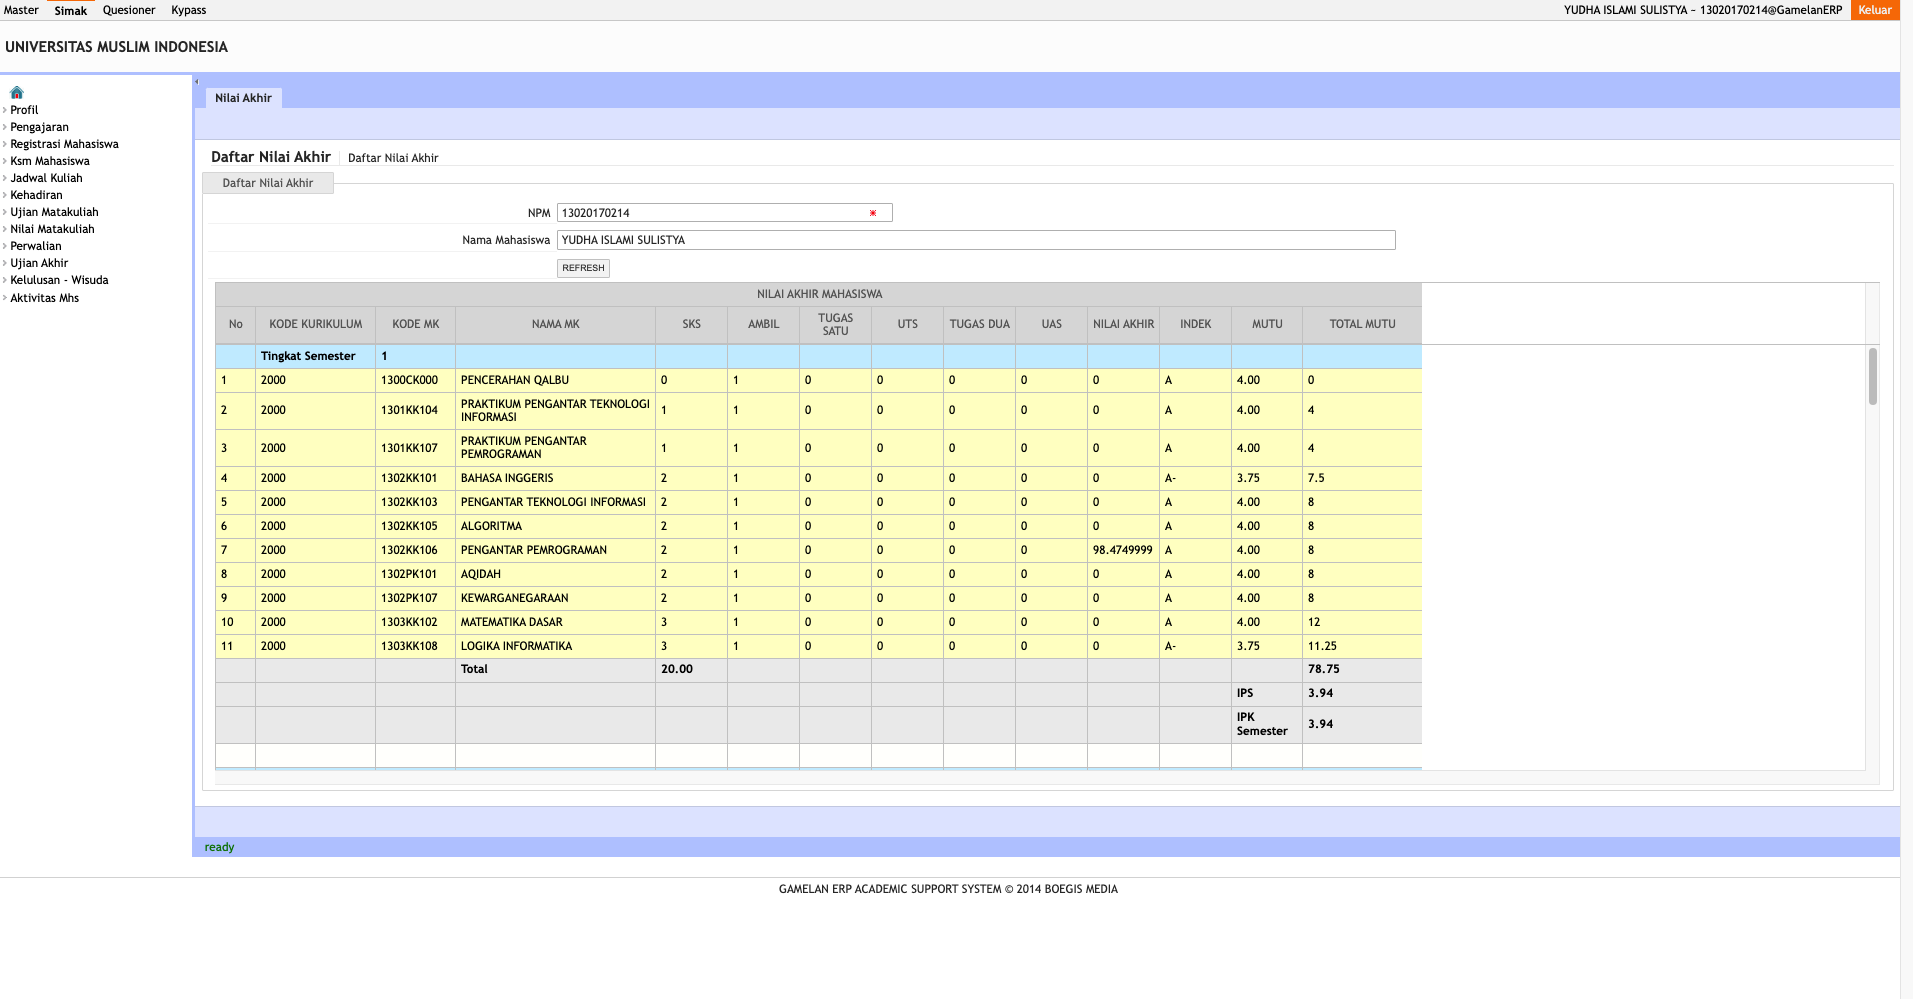 Master Simak Quesioner Kypass YUDHA ISLAMI SULISTYA - 13020170214@GamelanERP Keluar
UNIVERSITAS MUSLIM INDONESIA
Profil
Pengajaran
Registrasi Mahasiswa
Ksm Mahasiswa
Jadwal Kuliah
Kehadiran
Ujian Matakuliah
Nilai Matakuliah
Perwalian
Ujian Akhir
Kelulusan - Wisuda
Aktivitas Mhs
Nilai Akhir
Daftar Nilai Akhir Daftar Nilai Akhir
Daftar Nilai Akhir
NPM 13020170214
Nama Mahasiswa YUDHA ISLAMI SULISTYA
REFRESH
NILAI AKHIR MAHASISWA
No KODE KURIKULUM KODE MK NAMA MK SKS AMBIL TUGAS SATU UTS TUGAS DUA UAS NILAI AKHIR INDEK MUTU TOTAL MUTU
Tingkat Semester 1
1 2000 1300CK000 PENCERAHAN QALBU 0 1 0 0 0 0 0 A 4.00 0
2 2000 1301KK104 PRAKTIKUM PENGANTAR TEKNOLOGI INFORMASI 1 1 0 0 0 0 0 A 4.00 4
3 2000 1301KK107 PRAKTIKUM PENGANTAR PEMROGRAMAN 1 1 0 0 0 0 0 A 4.00 4
4 2000 1302KK101 BAHASA INGGERIS 2 1 0 0 0 0 0 A- 3.75 7.5
5 2000 1302KK103 PENGANTAR TEKNOLOGI INFORMASI 2 1 0 0 0 0 0 A 4.00 8
6 2000 1302KK105 ALGORITMA 2 1 0 0 0 0 0 A 4.00 8
7 2000 1302KK106 PENGANTAR PEMROGRAMAN 2 1 0 0 0 0 98.4749999 A 4.00 8
8 2000 1302PK101 AQIDAH 2 1 0 0 0 0 0 A 4.00 8
9 2000 1302PK107 KEWARGANEGARAAN 2 1 0 0 0 0 0 A 4.00 8
10 2000 1303KK102 MATEMATIKA DASAR 3 1 0 0 0 0 0 A 4.00 12
11 2000 1303KK108 LOGIKA INFORMATIKA 3 1 0 0 0 0 0 A- 3.75 11.25
Total 20.00 78.75
IPS 3.94
IPK Semester 3.94
ready
GAMELAN ERP ACADEMIC SUPPORT SYSTEM © 2014 BOEGIS MEDIA